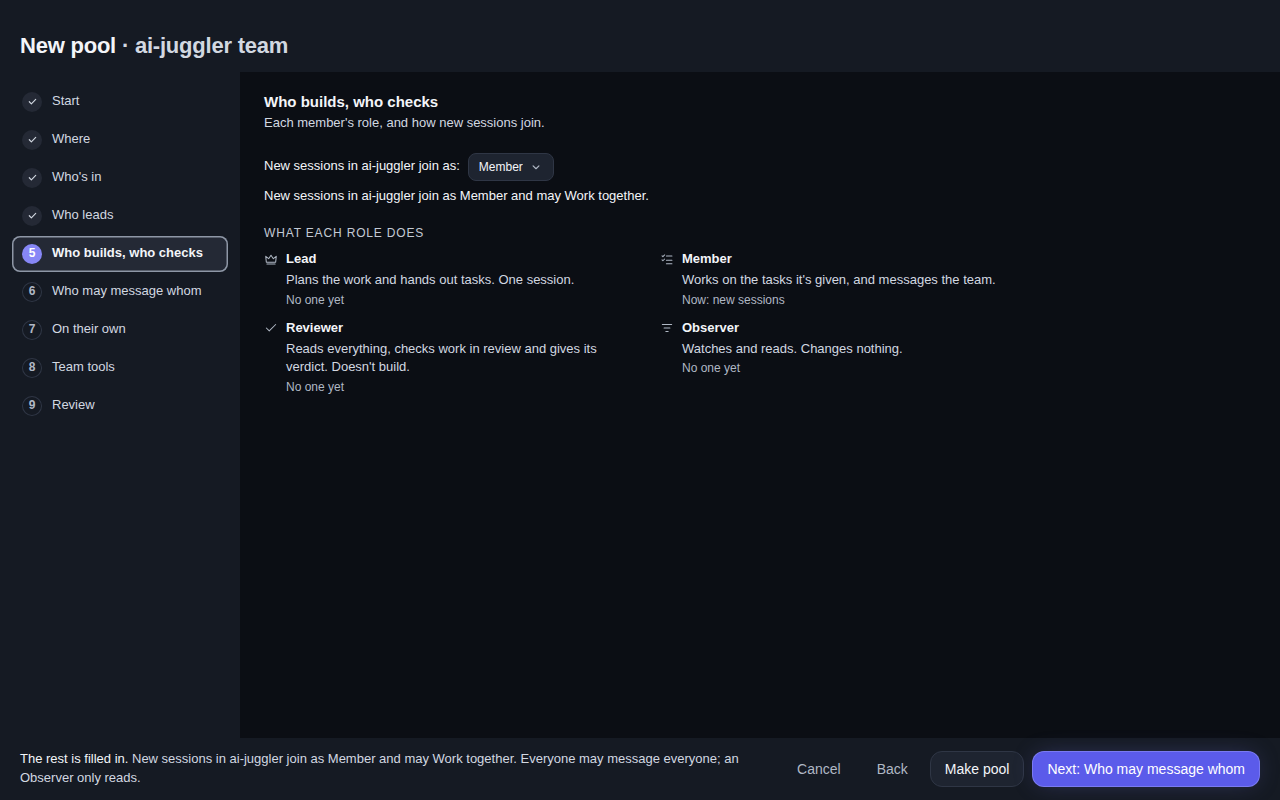 New pool · ai-juggler team
Start
Where
Who's in
Who leads
5 Who builds, who checks
6 Who may message whom
7 On their own
8 Team tools
9 Review
Who builds, who checks
Each member's role, and how new sessions join.
New sessions in ai-juggler join as: Member
New sessions in ai-juggler join as Member and may Work together.
WHAT EACH ROLE DOES
Lead
Plans the work and hands out tasks. One session.
No one yet
Member
Works on the tasks it's given, and messages the team.
Now: new sessions
Reviewer
Reads everything, checks work in review and gives its
verdict. Doesn't build.
No one yet
Observer
Watches and reads. Changes nothing.
No one yet
The rest is filled in. New sessions in ai-juggler join as Member and may Work together. Everyone may message everyone; an
Observer only reads.
Cancel
Back
Make pool
Next: Who may message whom